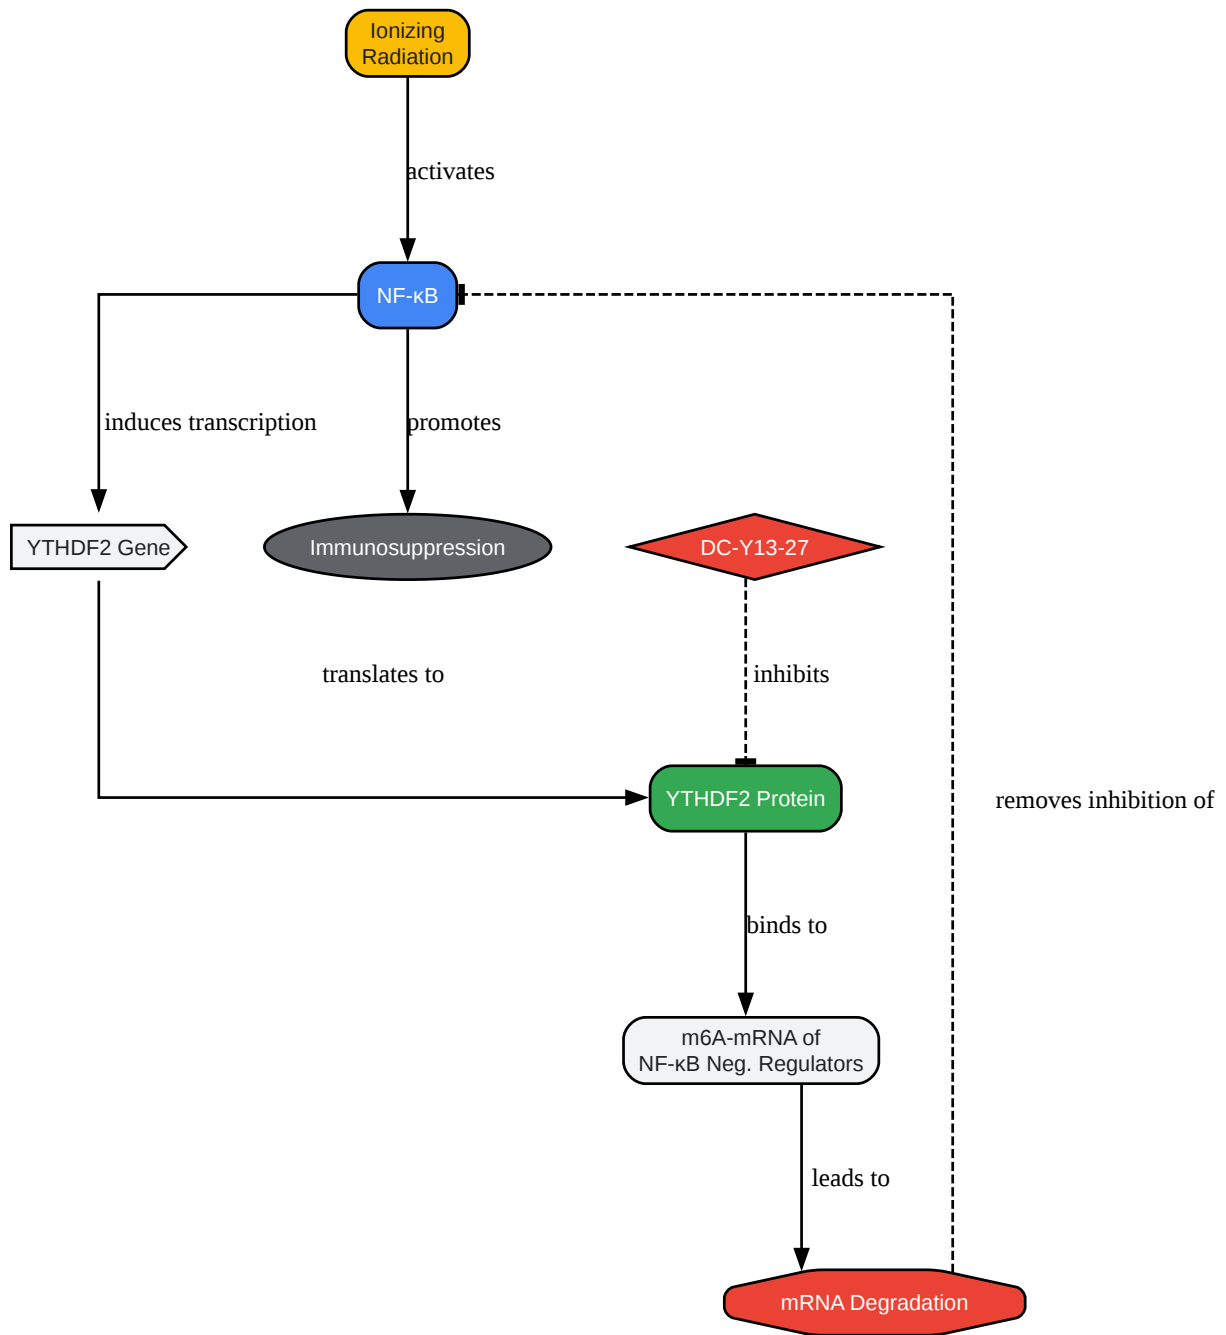 Ionizing
Radiation
activates
NF-κB
induces transcription
promotes
YTHDF2 Gene
Immunosuppression
DC-Y13-27
translates to
inhibits
YTHDF2 Protein
removes inhibition of
binds to
m6A-mRNA of
NF-κB Neg. Regulators
leads to
mRNA Degradation